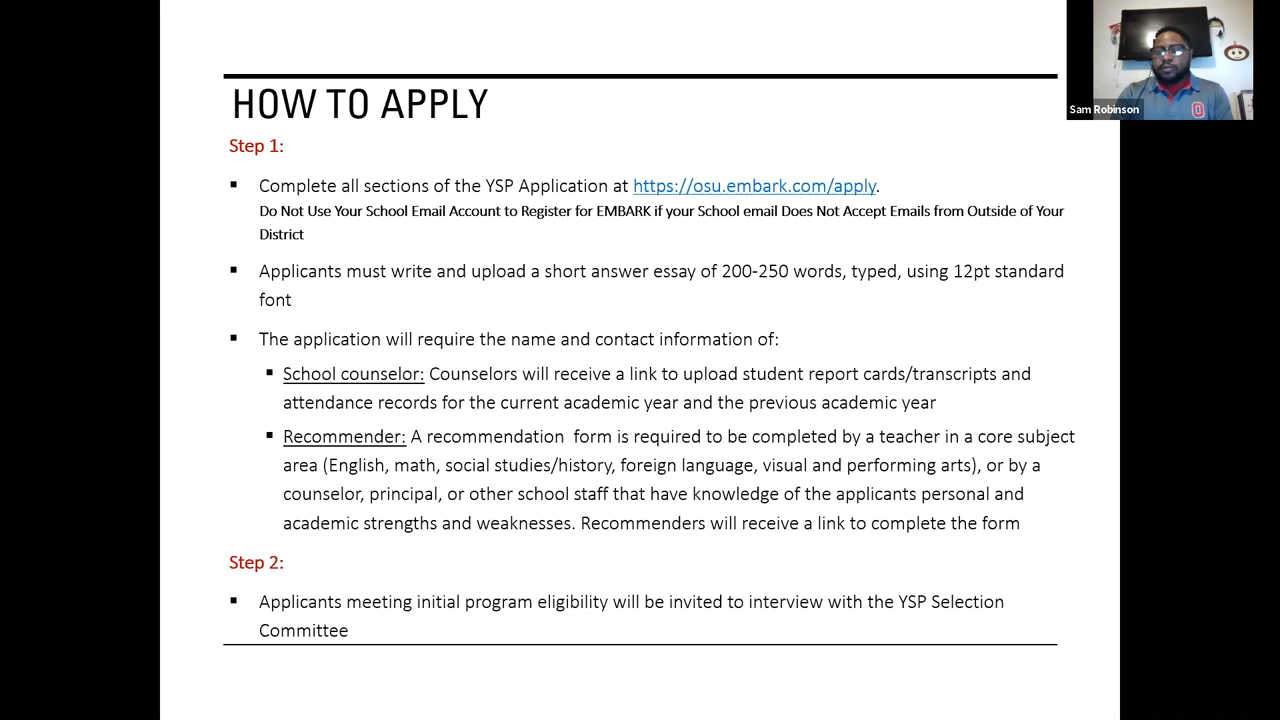 HOW TO APPLY
Step 1:
▪ Complete all sections of the YSP Application at https://osu.embark.com/apply.
Do Not Use Your School Email Account to Register for EMBARK if your School email Does Not Accept Emails from Outside of Your
District
▪ Applicants must write and upload a short answer essay of 200-250 words, typed, using 12pt standard
font
▪ The application will require the name and contact information of:
▪ School counselor: Counselors will receive a link to upload student report cards/transcripts and
attendance records for the current academic year and the previous academic year
▪ Recommender: A recommendation form is required to be completed by a teacher in a core subject
area (English, math, social studies/history, foreign language, visual and performing arts), or by a
counselor, principal, or other school staff that have knowledge of the applicants personal and
academic strengths and weaknesses. Recommenders will receive a link to complete the form
Step 2:
▪ Applicants meeting initial program eligibility will be invited to interview with the YSP Selection
Committee
Sam Robinson
O